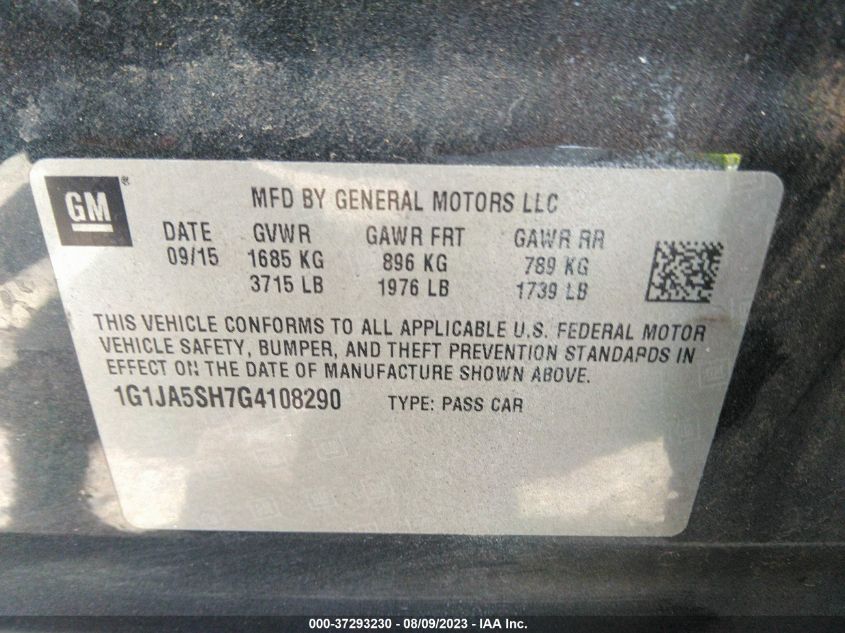 GM®
MFD BY GENERAL MOTORS LLC
DATE GVWR GAWR FRT GAWR RR
09/15 1685 KG 896 KG 789 KG
3715 LB 1976 LB 1739 LB
THIS VEHICLE CONFORMS TO ALL APPLICABLE U.S. FEDERAL MOTOR
VEHICLE SAFETY, BUMPER, AND THEFT PREVENTION STANDARDS IN
EFFECT ON THE DATE OF MANUFACTURE SHOWN ABOVE.
1G1JA5SH7G4108290 TYPE: PASS CAR
000-37293230 - 08/09/2023 - IAA Inc.